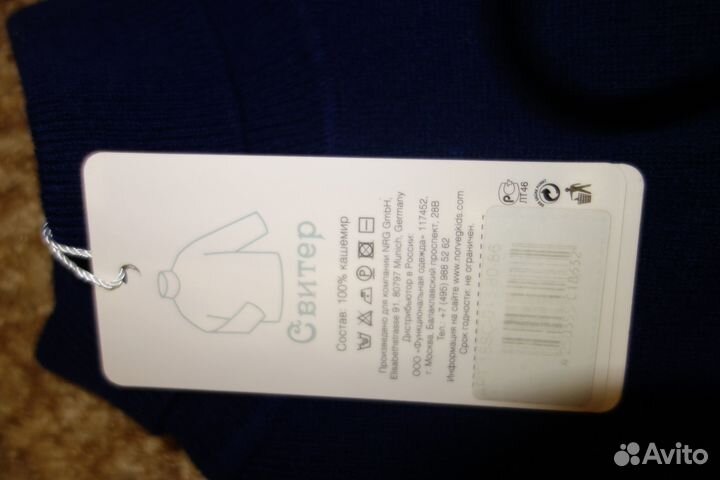 Свитер
Состав: 100% кашемир
Произведено для компании NRG GmbH,
Elisabethstrasse 91, 80797 Munich, Germany
Дистрибьютор в России:
ООО «Функциональная одежда» 117452,
г. Москва, Балаклавский проспект, 28В
Тел.: +7 (495) 988 52 62
Информация на сайте www.norvegkids.com
Срок годности: не ограничен.
ЛТ46
Avito